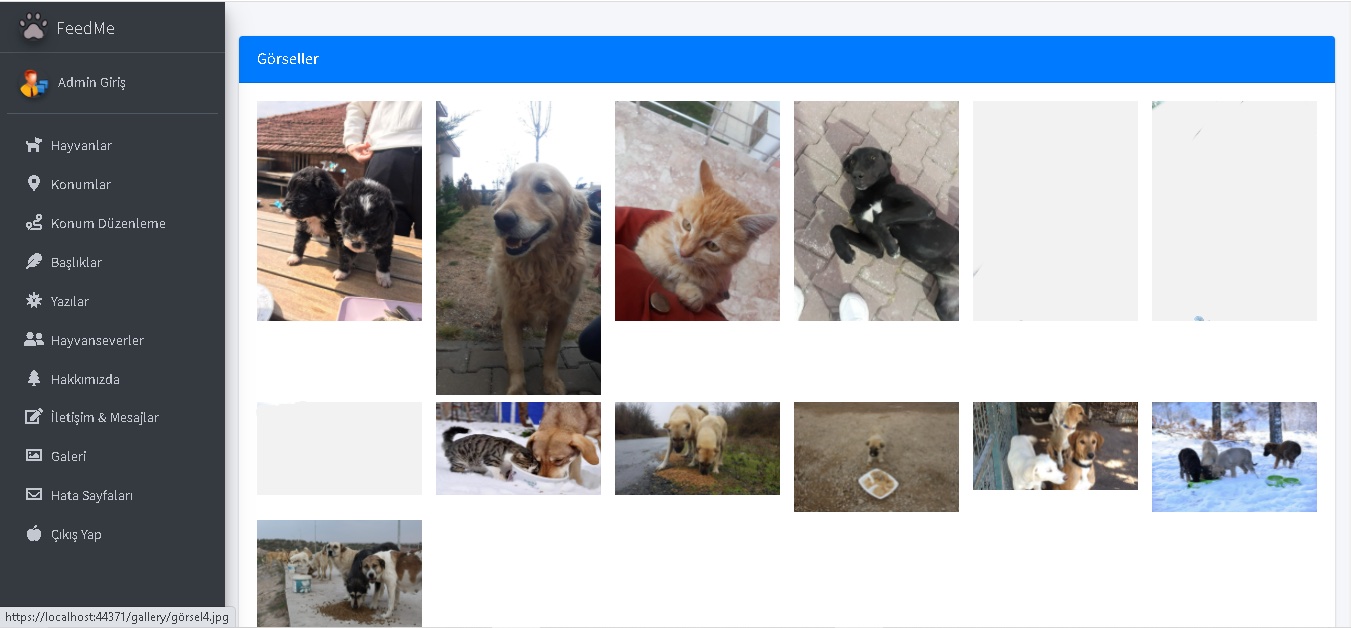 FeedMe
Admin Giriş
Hayvanlar
Konumlar
Konum Düzenleme
Başlıklar
Yazılar
Hayvanseverler
Hakkımızda
İletişim & Mesajlar
Galeri
Hata Sayfaları
Çıkış Yap
Görseller
https://localhost:44371/gallery/görsel4.jpg